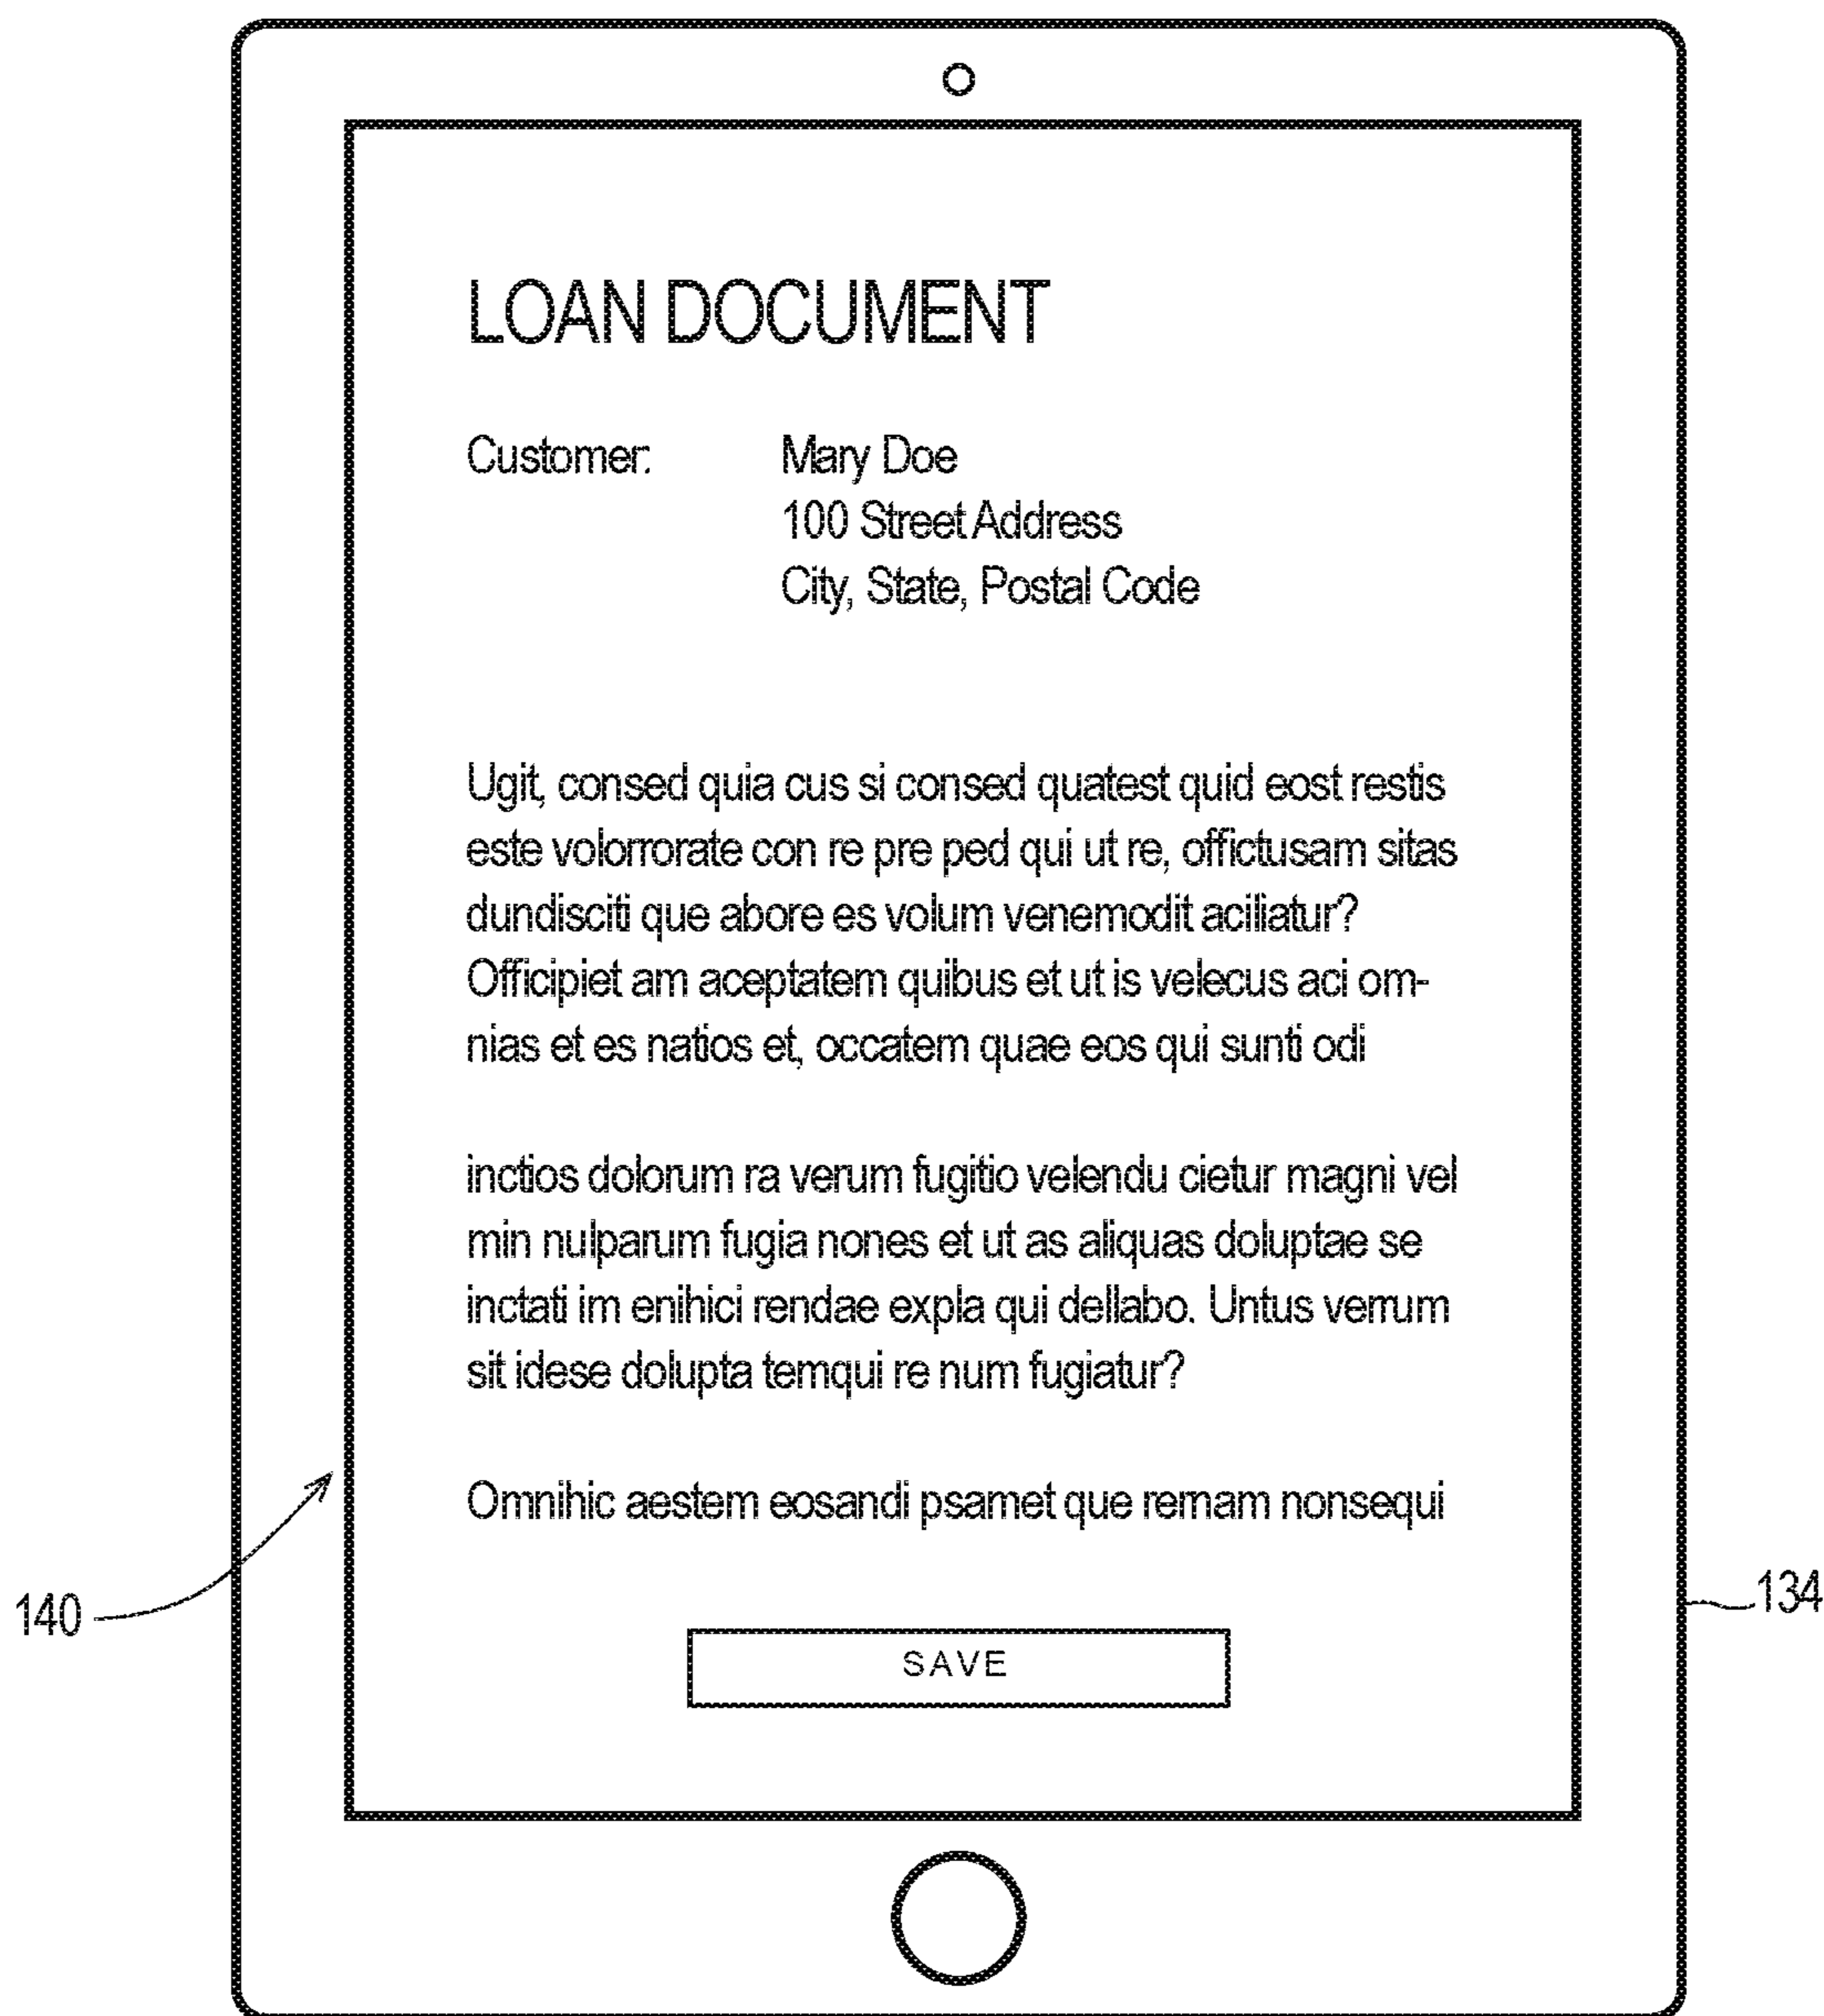 LOAN DOCUMENT
Customer: Mary Doe
100 Street Address
City, State, Postal Code
Ugit, consed quia cus si consed quatest quid eost restis
este volorrorate con re pre ped qui ut re, offictusam sitas
dundisciti que abore es volum venemodit aciliatur?
Officipiet am aceptatem quibus et ut is velecus aci om-
nias et es natios et, occatem quae eos qui sunti odi
inctios dolorum ra verum fugitio velendu cietur magni vel
min nulparum fugia nones et ut as aliquas doluptae se
inctati im enihici rendae expla qui dellabo. Untus verrum
sit idese dolupta temqui re num fugiatur?
Omnihic aestem eosandi psamet que rernam nonsequi
140
134
SAVE